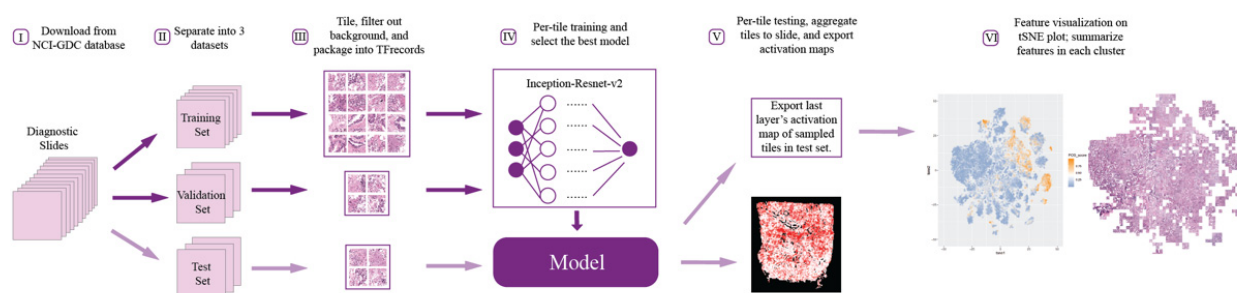 I
Download from
NCI-GDC database
II
Separate into 3
datasets
III
Tile, filter out
background, and
package into TFrecords
IV
Per-tile training and
select the best model
V
Per-tile testing, aggregate
tiles to slide, and export
activation maps
VI
Feature visualization on
tSNE plot; summarize
features in each cluster
Diagnostic
Slides
Training
Set
Validation
Set
Test
Set
Inception-Resnet-v2
......
......
......
......
......
Model
Export last
layer's activation
map of sampled
tiles in test set.